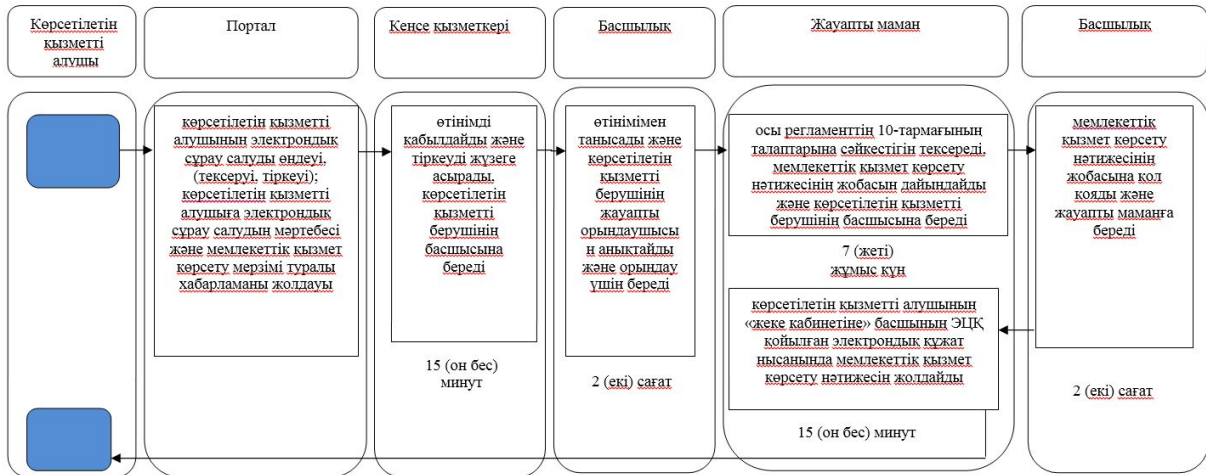 Көрсетілетін
қызметті
алушы
Портал
Кеңсе қызметкері
Басшылық
Жауапты маман
Басшылық
көрсетілетін қызметті
алушының электрондық
сұрау салуды өңдеуі,
(тексеруі, тіркеуі);
көрсетілетін қызметті
алушыға электрондық
сұрау салудың мәртебесі
және мемлекеттік қызмет
көрсету мерзімі туралы
хабарламаны жолдауы
өтінімді
қабылдайды және
тіркеуді жүзеге
асырады,
көрсетілетін
қызметті
берушінің
басшысына
береді
15 (он бес)
минут
өтінімімен
танысады және
көрсетілетін
қызметті
берушінің
жауапты
орындаушысы
н анықтайды
және орындау
үшін береді
2 (екі) сағат
осы регламенттің 10-тармағының
талаптарына сәйкестігін тексереді,
мемлекеттік қызмет көрсету
нәтижесінің жобасын дайындайды
және көрсетілетін қызметті
берушінің басшысына береді
7 (жеті)
жұмыс күн
көрсетілетін қызметті алушының
«жеке кабинетіне» басшының ЭЦҚ
қойылған электрондық құжат
нысанында мемлекеттік қызмет
көрсету нәтижесін жолдайды
15 (он бес) минут
мемлекеттік
қызмет көрсету
нәтижесінің
жобасына қол
қояды және
жауапты маманға
береді
2 (екі) сағат